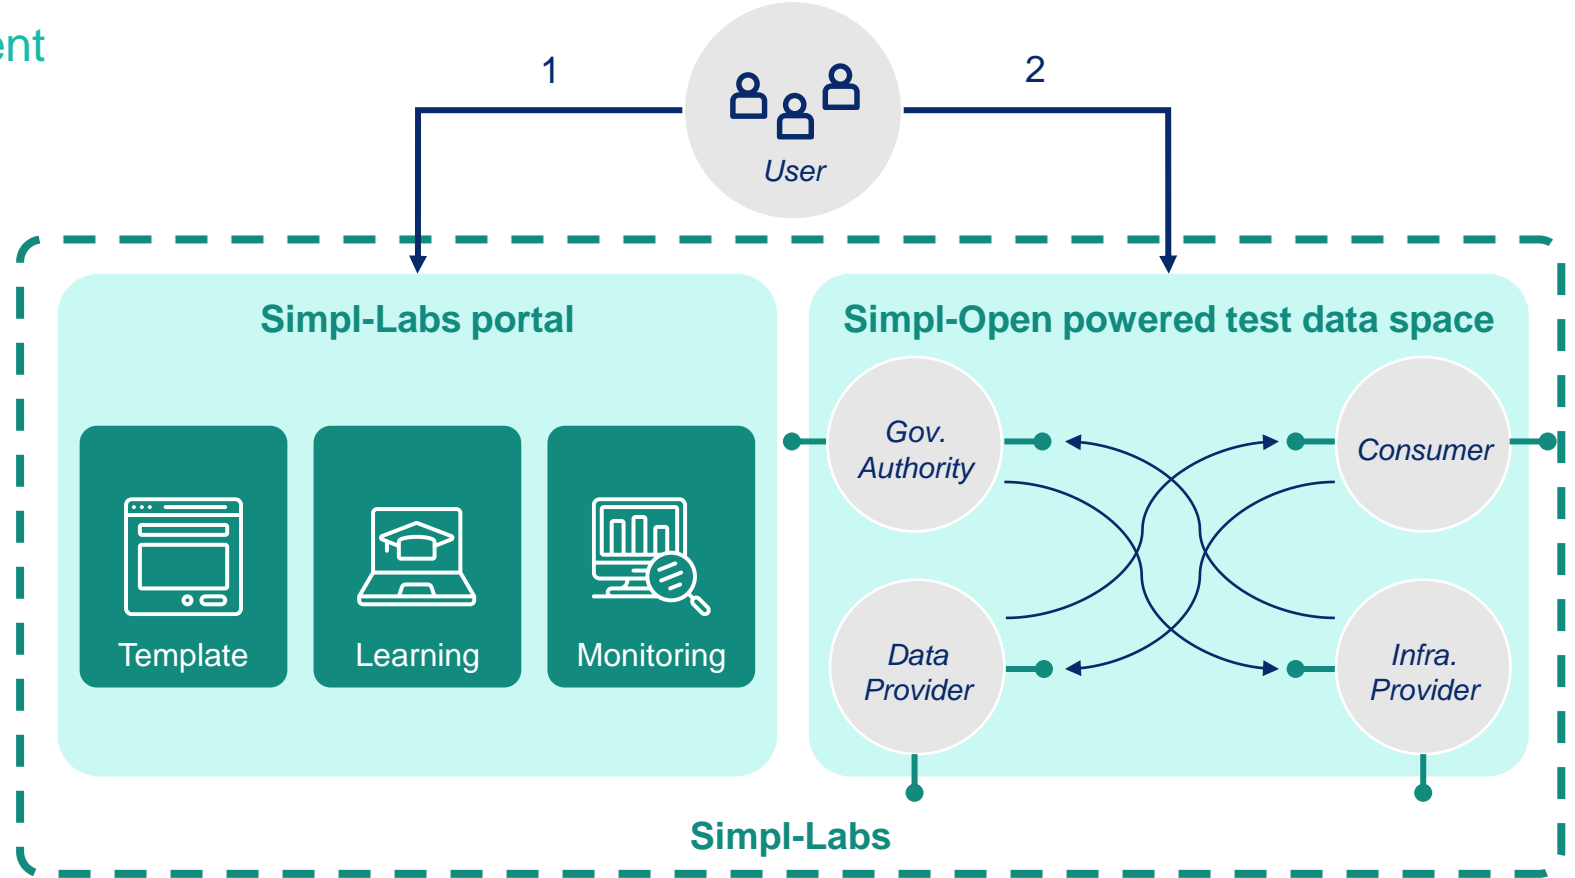 1
2
User
Simpl-Labs portal
Simpl-Open powered test data space
Template
Learning
Monitoring
Gov.
Authority
Consumer
Data
Provider
Infra.
Provider
Simpl-Labs